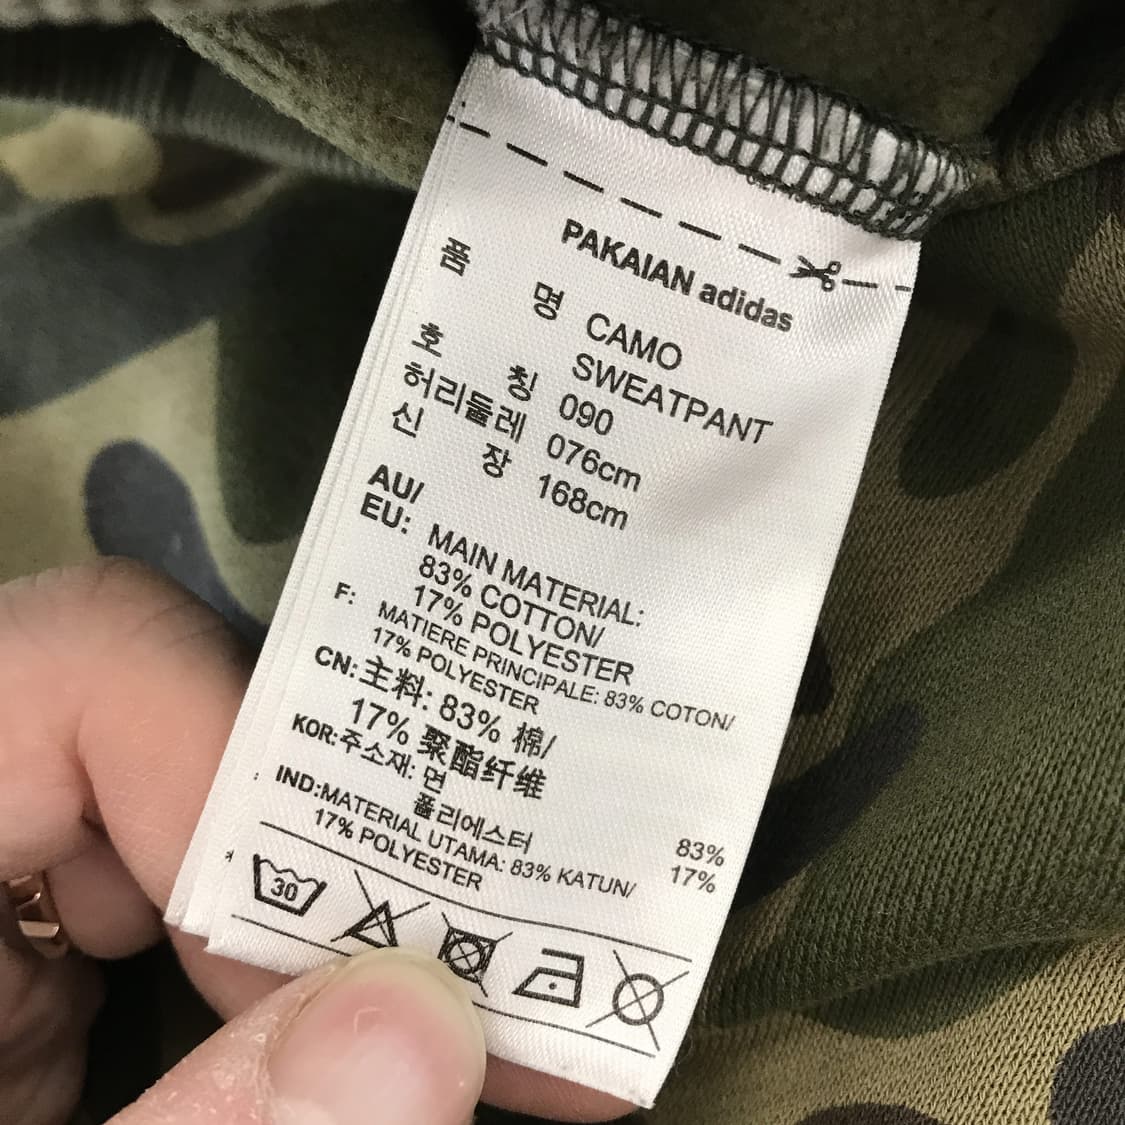 PAKAIAN adidas
품 명 CAMO
SWEATPANT
호 칭 090
허리둘레 076cm
신 장 168cm
AU/
EU: MAIN MATERIAL:
83% COTTON/
17% POLYESTER
F: MATIERE PRINCIPALE: 83% COTON/
17% POLYESTER
CN: 主料: 83% 棉/
17% 聚酯纤维
KOR: 주소재: 면 83%
폴리에스터 17%
IND: MATERIAL UTAMA: 83% KATUN/
17% POLYESTER
30